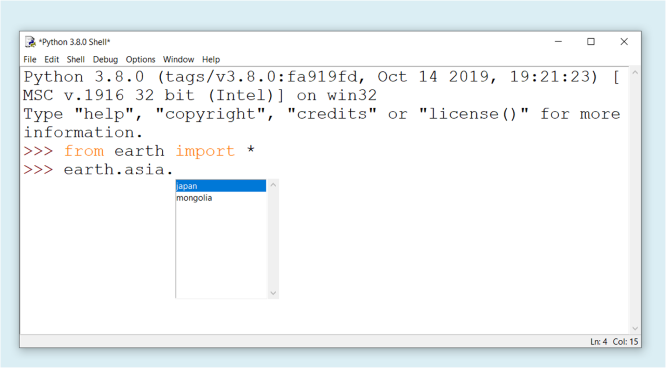 *Python 3.8.0 Shell*
File Edit Shell Debug Options Window Help
Python 3.8.0 (tags/v3.8.0:fa919fd, Oct 14 2019, 19:21:23) [
MSC v.1916 32 bit (Intel)] on win32
Type "help", "copyright", "credits" or "license()" for more
information.
>>> from earth import *
>>> earth.asia.
japan
mongolia
Ln: 4 Col: 15